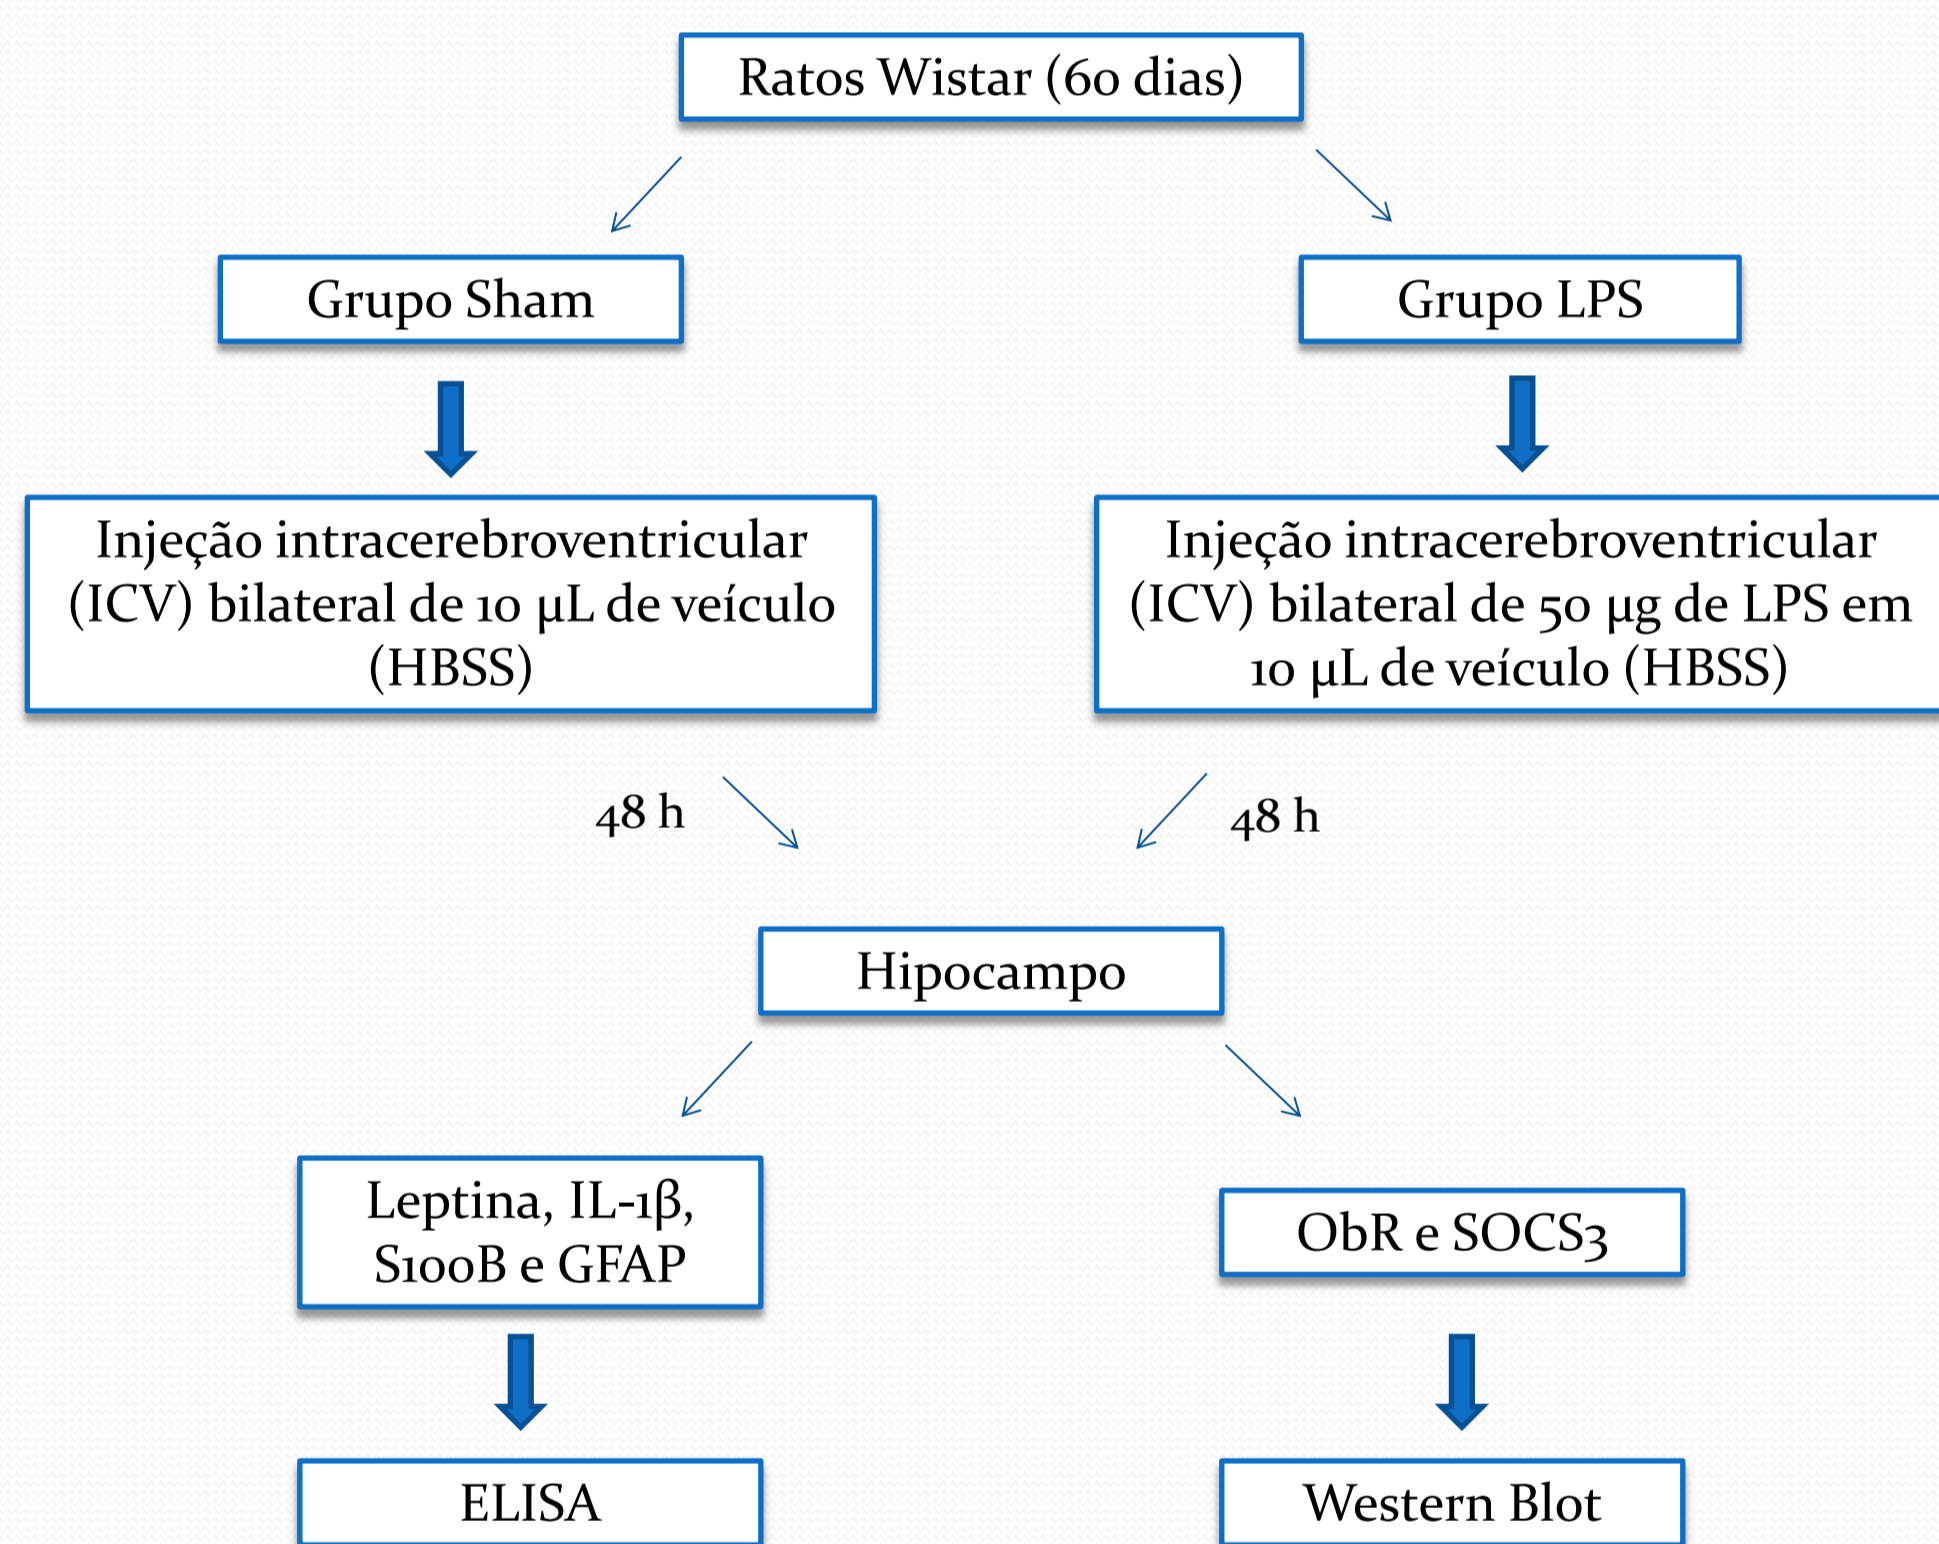 Ratos Wistar (60 dias)
Grupo Sham
Grupo LPS
Injeção intracerebroventricular
(ICV) bilateral de 10 µL de veículo
(HBSS)
Injeção intracerebroventricular
(ICV) bilateral de 50 µg de LPS em
10 µL de veículo (HBSS)
48 h
48 h
Hipocampo
Leptina, IL-1β,
S100B e GFAP
ObR e SOCS3
ELISA
Western Blot